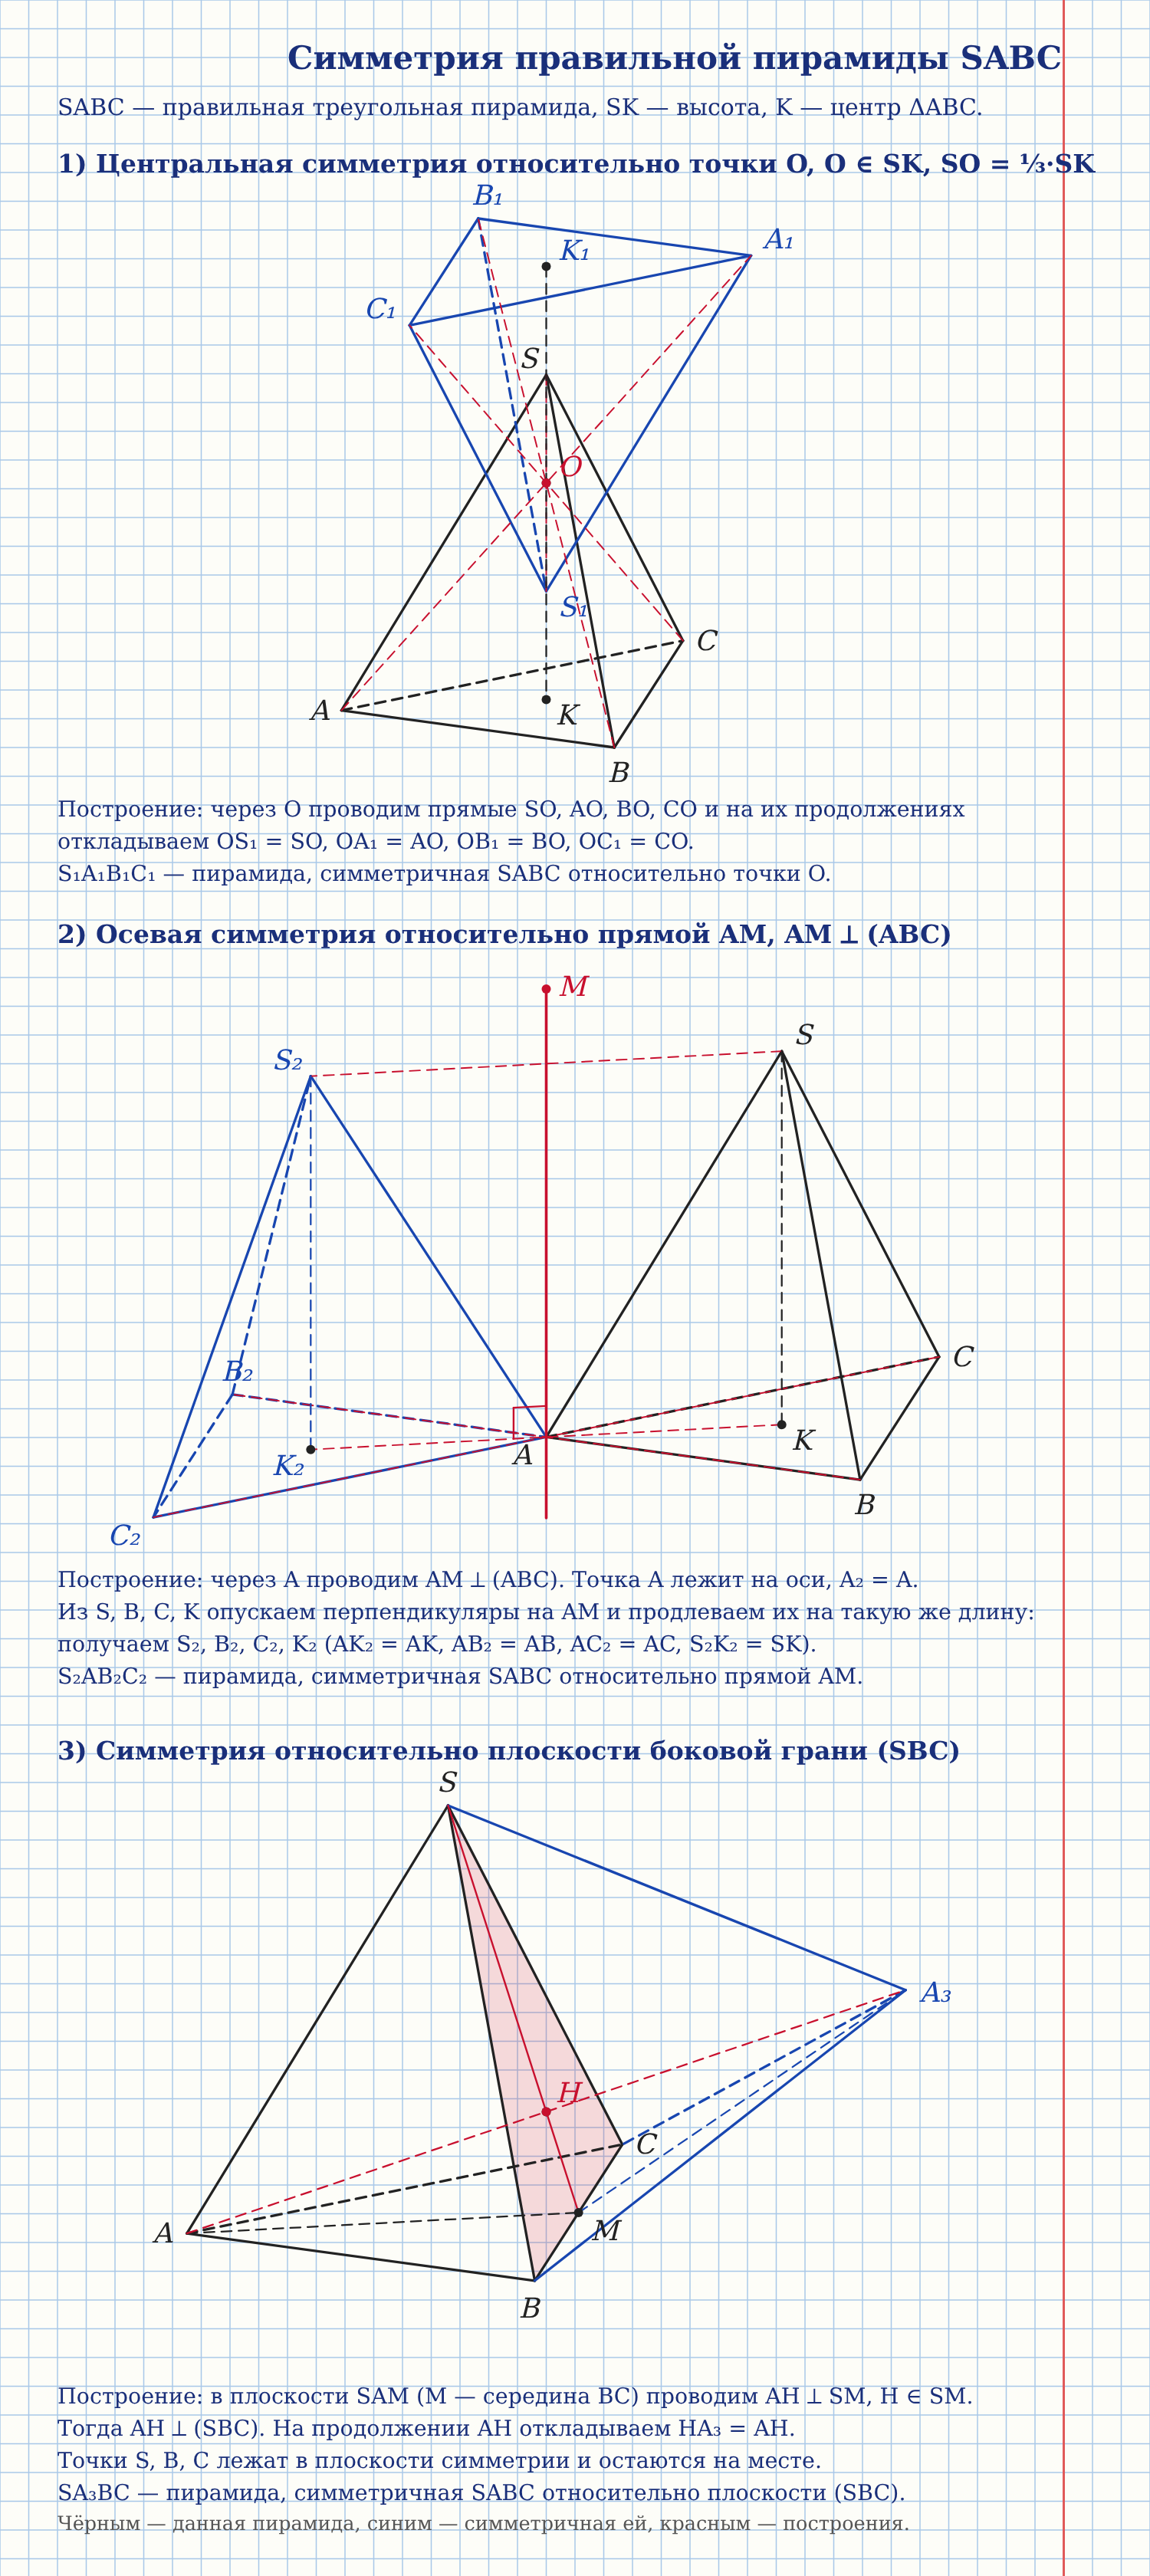 Симметрия правильной пирамиды SABC
SABC — правильная треугольная пирамида, SK — высота, K — центр ΔABC.
1) Центральная симметрия относительно точки O, O ∈ SK, SO = ⅓·SK
B₁
K₁
A₁
C₁
S
O
S₁
C
A
K
B
Построение: через O проводим прямые SO, AO, BO, CO и на их продолжениях
откладываем OS₁ = SO, OA₁ = AO, OB₁ = BO, OC₁ = CO.
S₁A₁B₁C₁ — пирамида, симметричная SABC относительно точки O.
2) Осевая симметрия относительно прямой AM, AM ⊥ (ABC)
M
S
S₂
C
B₂
K
A
K₂
B
C₂
Построение: через A проводим AM ⊥ (ABC). Точка A лежит на оси, A₂ = A.
Из S, B, C, K опускаем перпендикуляры на AM и продлеваем их на такую же длину:
получаем S₂, B₂, C₂, K₂ (AK₂ = AK, AB₂ = AB, AC₂ = AC, S₂K₂ = SK).
S₂AB₂C₂ — пирамида, симметричная SABC относительно прямой AM.
3) Симметрия относительно плоскости боковой грани (SBC)
S
A₃
H
C
A
M
B
Построение: в плоскости SAM (M — середина BC) проводим AH ⊥ SM, H ∈ SM.
Тогда AH ⊥ (SBC). На продолжении AH откладываем HA₃ = AH.
Точки S, B, C лежат в плоскости симметрии и остаются на месте.
SA₃BC — пирамида, симметричная SABC относительно плоскости (SBC).
Чёрным — данная пирамида, синим — симметричная ей, красным — построения.